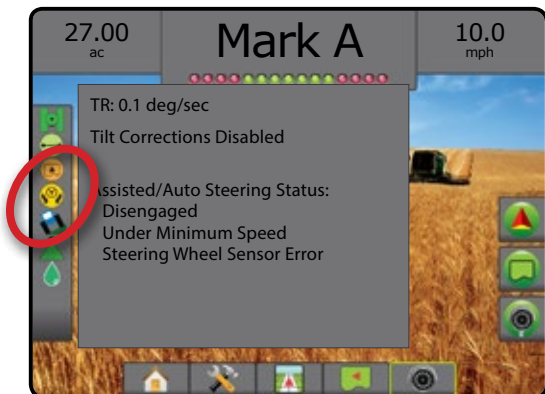 27.00
ac
Mark A
10.0
mph
TR: 0.1 deg/sec
Tilt Corrections Disabled
Assisted/Auto Steering Status:
Disengaged
Under Minimum Speed
Steering Wheel Sensor Error